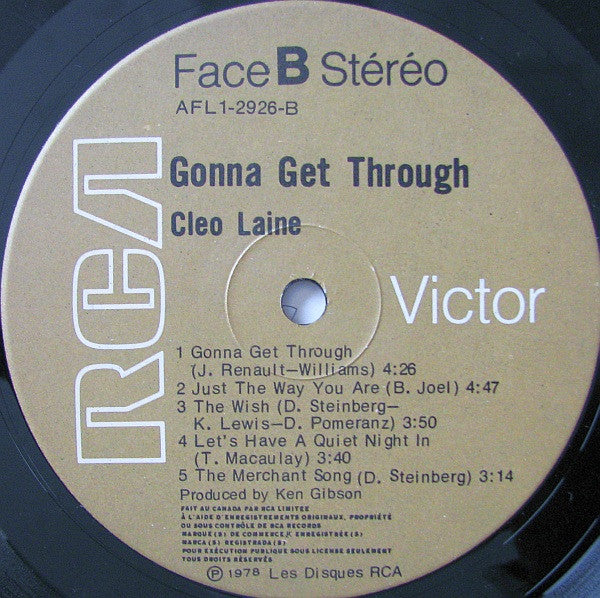 Face B Stéréo
AFL1-2926-B
Gonna Get Through
Cleo Laine
RCA
Victor
1 Gonna Get Through
(J. Renault—Williams) 4:26
2 Just The Way You Are (B. Joel) 4:47
3 The Wish (D. Steinberg—
K. Lewis—D. Pomeranz) 3:50
4 Let's Have A Quiet Night In
(T. Macaulay) 3:40
5 The Merchant Song (D. Steinberg) 3:14
Produced by Ken Gibson
FAIT AU CANADA PAR RCA LIMITEE
À L'AIDE D'ENREGISTREMENTS ORIGINAUX, PROPRIÉTÉ
OU SOUS CONTRÔLE DE RCA RECORDS
MARQUE(S) DE COMMERCE ENREGISTRÉE(S)
MARCA(S) REGISTRADA(S)
POUR EXÉCUTION PUBLIQUE SOUS LICENSE SEULEMENT
TOUS DROITS RÉSERVÉS
Ⓟ 1978 Les Disques RCA